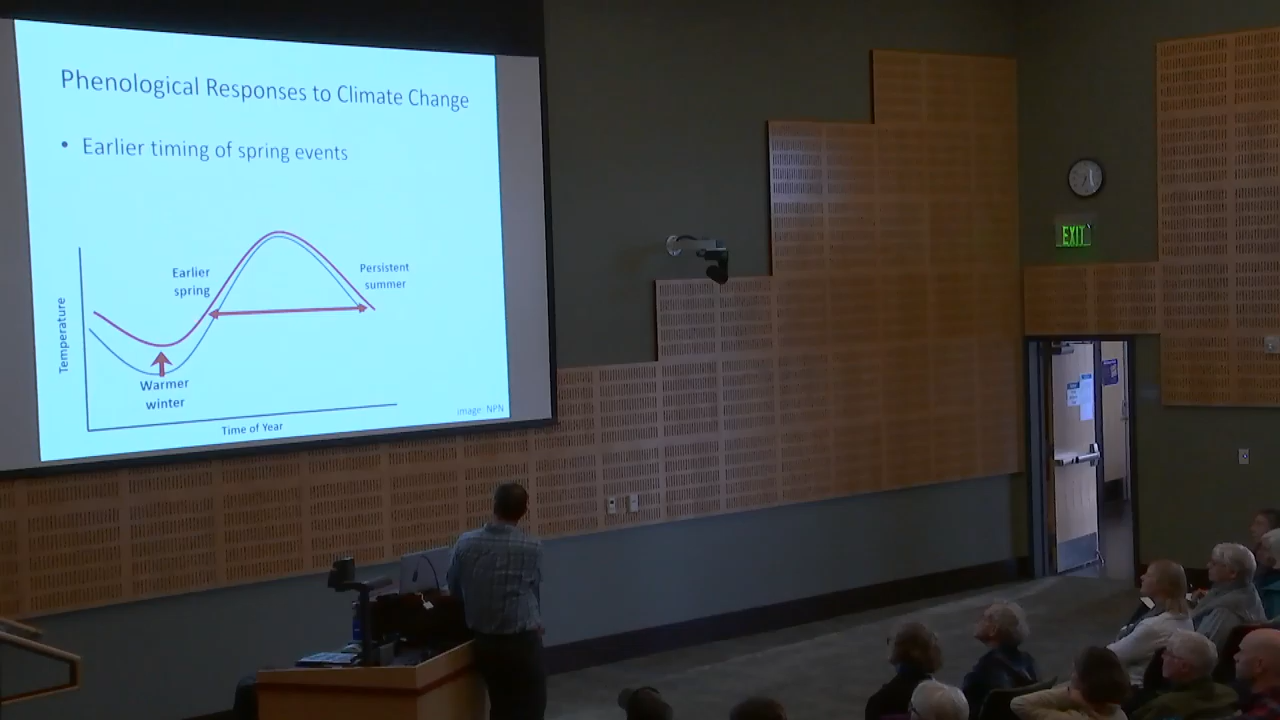 Phenological Responses to Climate Change
• Earlier timing of spring events
Earlier
spring
Persistent
summer
Temperature
Warmer
winter
Time of Year
image: NPN
EXIT